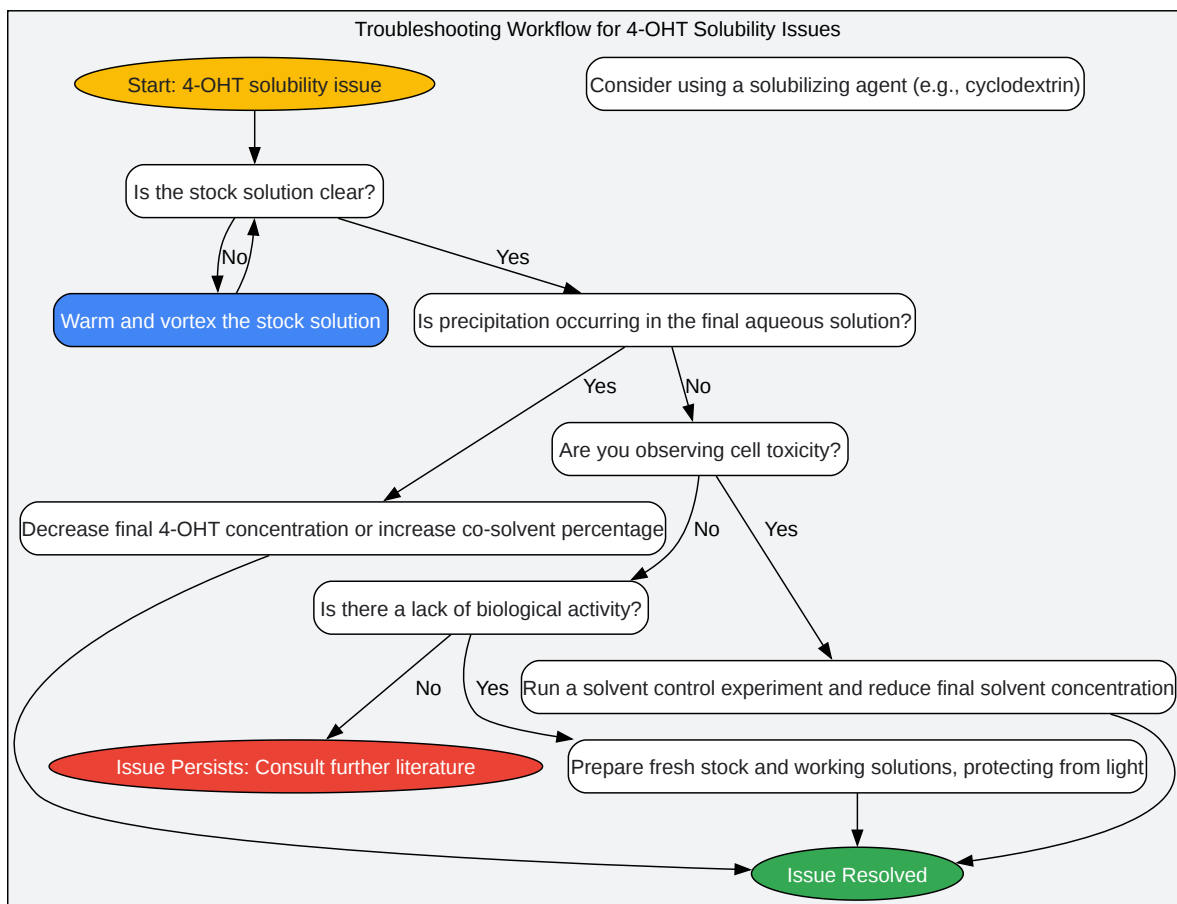 Troubleshooting Workflow for 4-OHT Solubility Issues
Start: 4-OHT solubility issue
Consider using a solubilizing agent (e.g., cyclodextrin)
Is the stock solution clear?
No
Yes
Warm and vortex the stock solution
Is precipitation occurring in the final aqueous solution?
Yes
No
Are you observing cell toxicity?
Decrease final 4-OHT concentration or increase co-solvent percentage
No
Yes
Is there a lack of biological activity?
No
Yes
Run a solvent control experiment and reduce final solvent concentration
Issue Persists: Consult further literature
Prepare fresh stock and working solutions, protecting from light
Issue Resolved